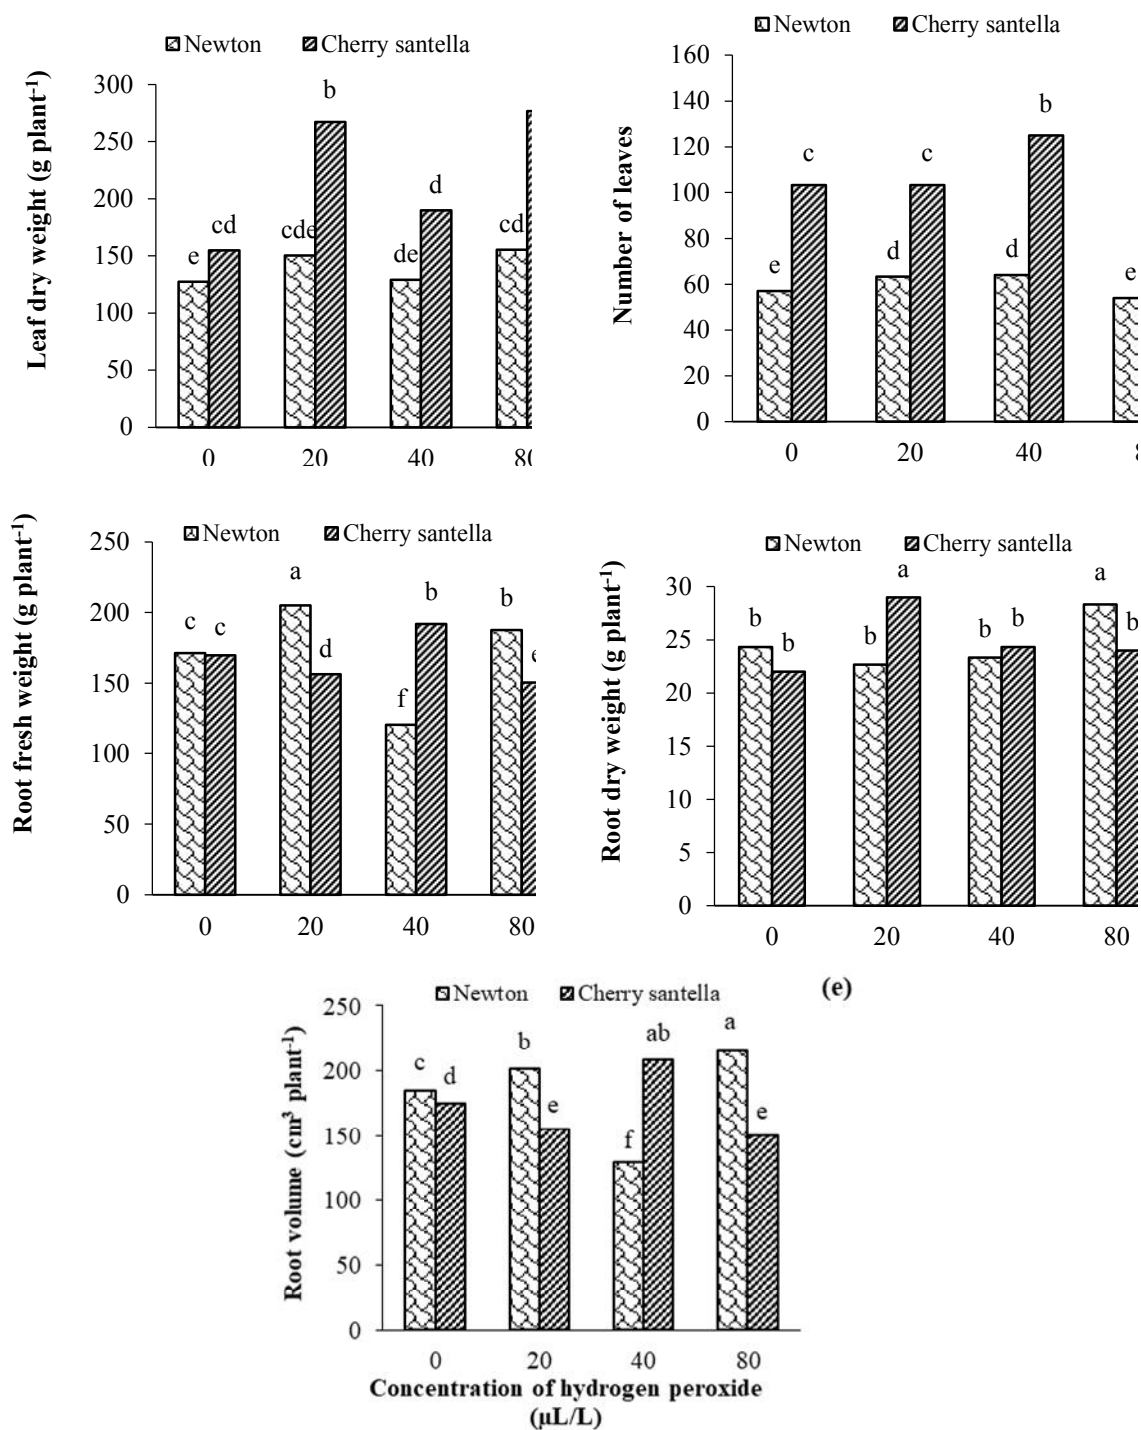 Newton Cherry santella
Leaf dry weight (g plant-1)
300
250
200
150
100
50
0
e cd cde b de d cd
0 20 40 80
Newton Cherry santella
Number of leaves
160
140
120
100
80
60
40
20
0
e c d c d b e
0 20 40
Newton Cherry santella
Root fresh weight (g plant-1)
250
200
150
100
50
0
c c a d f b b
0 20 40 80
Newton Cherry santella
Root dry weight (g plant-1)
30
25
20
15
10
5
0
b b b a b b a b
0 20 40 80
(e)
Newton Cherry santella
Root volume (cm³ plant-1)
250
200
150
100
50
0
c d b e f ab a e
0 20 40 80
Concentration of hydrogen peroxide
(µL/L)